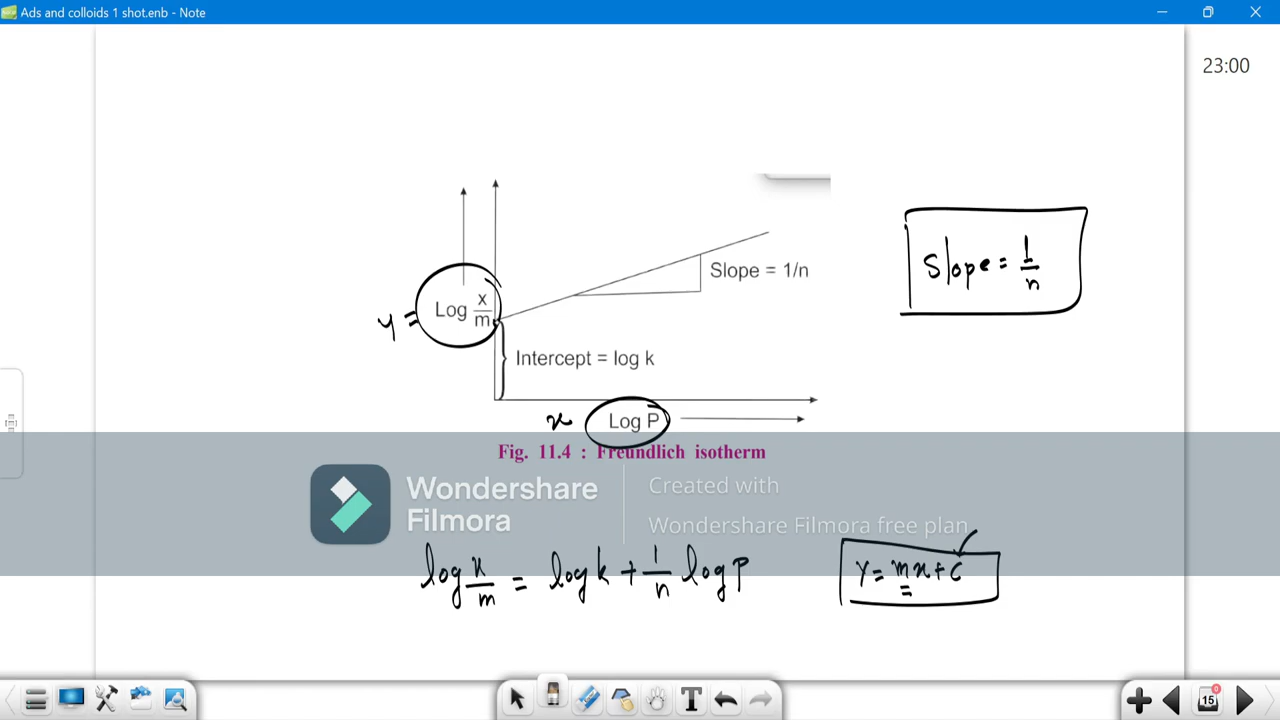 Ads and colloids 1 shot.enb - Note
23:00
Slope = 1/n
Slope = 1/n
Log x/m
y =
Intercept = log k
x Log P
Fig. 11.4 : Freundlich isotherm
Wondershare
Filmora
Created with
Wondershare Filmora free plan
log x/m = log k + 1/n log P
y = mx + c
T
15
0